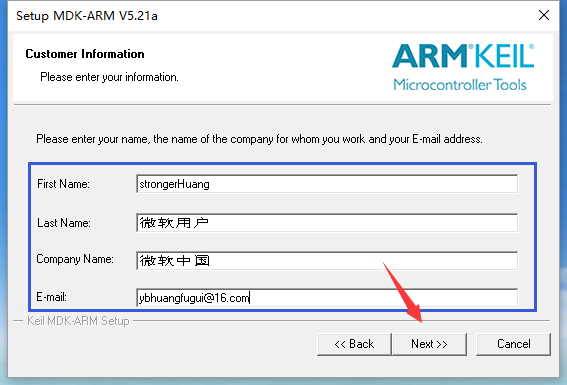 Setup MDK-ARM V5.21a
Customer Information
Please enter your information.
ARM®KEIL®
Microcontroller Tools
Please enter your name, the name of the company for whom you work and your E-mail address.
First Name:
strongerHuang
Last Name:
微软用户
Company Name:
微软中国
E-mail:
ybhuangfugui@16.com
Keil MDK-ARM Setup
<< Back
Next >>
Cancel